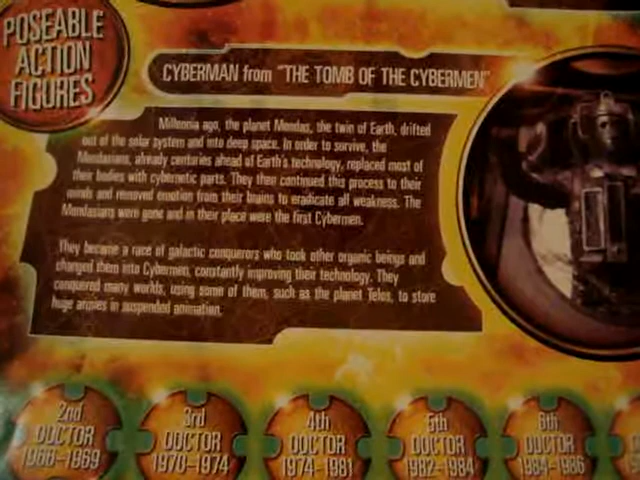 POSEABLE
ACTION
FIGURES
CYBERMAN from "THE TOMB OF THE CYBERMEN"
Millennia ago, the planet Mondas, the twin of Earth, drifted
out of the solar system and into deep space. In order to survive, the
Mondasians, already centuries ahead of Earth's technology, replaced most of
their bodies with cybernetic parts. They then continued this process to their
minds and removed emotion from their brains to eradicate all weakness. The
Mondasians were gone and in their place were the first Cybermen.
They became a race of galactic conquerors who took other organic beings and
changed them into Cybermen, constantly improving their technology. They
conquered many worlds, using some of them, such as the planet Telos, to store
huge armies in suspended animation.
2nd
DOCTOR
1966-1969
3rd
DOCTOR
1970-1974
4th
DOCTOR
1974-1981
5th
DOCTOR
1982-1984
6th
DOCTOR
1984-1986